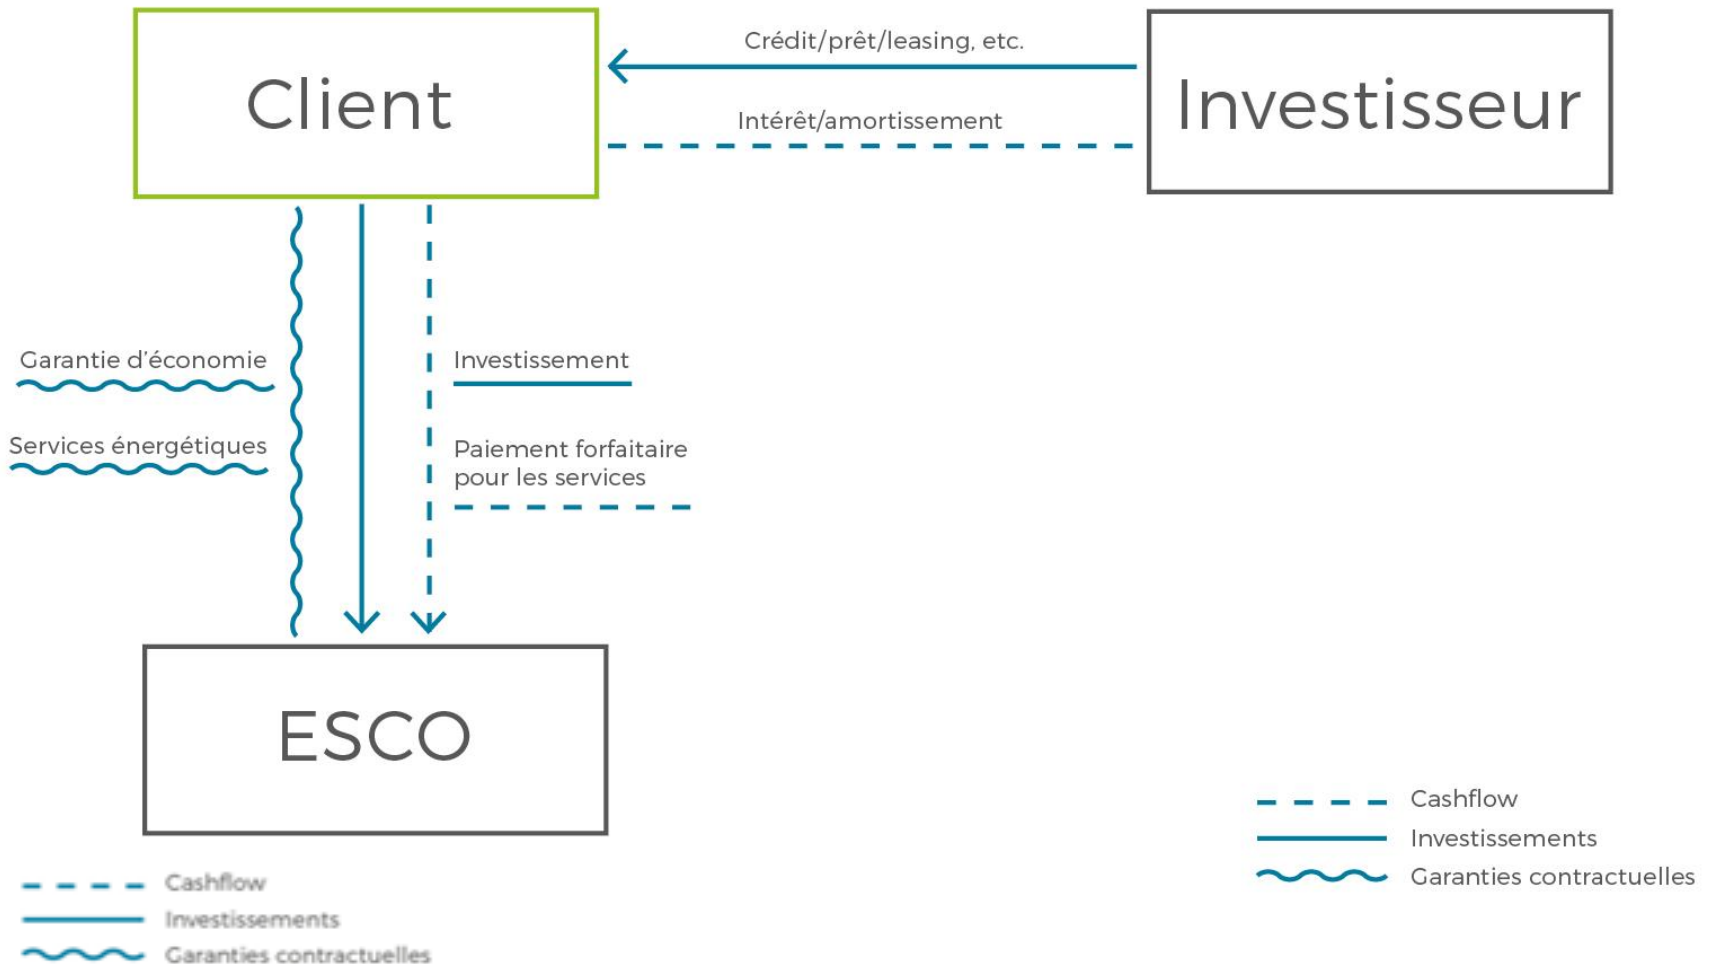 Client
Crédit/prêt/leasing, etc.
Intérêt/amortissement
Investisseur
Garantie d’économie
Services énergétiques
Investissement
Paiement forfaitaire
pour les services
ESCO
Cashflow
Investissements
Garanties contractuelles
Cashflow
Investissements
Garanties contractuelles